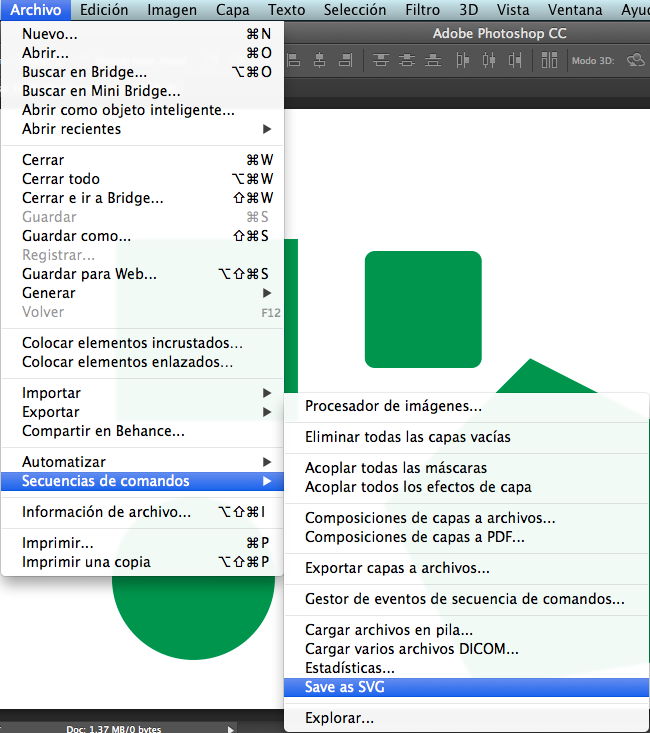 Archivo Edición Imagen Capa Texto Selección Filtro 3D Vista Ventana Ayu
Adobe Photoshop CC
Modo 3D:
Nuevo... ⌘N
Abrir... ⌘O
Buscar en Bridge... ⌥⌘O
Buscar en Mini Bridge...
Abrir como objeto inteligente...
Abrir recientes ▶
Cerrar ⌘W
Cerrar todo ⌥⌘W
Cerrar e ir a Bridge... ⇧⌘W
Guardar ⌘S
Guardar como... ⇧⌘S
Registrar...
Guardar para Web... ⌥⇧⌘S
Generar ▶
Volver F12
Colocar elementos incrustados...
Colocar elementos enlazados...
Importar ▶
Exportar ▶
Compartir en Behance...
Automatizar ▶
Secuencias de comandos ▶
Información de archivo... ⌥⇧⌘I
Imprimir... ⌘P
Imprimir una copia ⌥⇧⌘P
Procesador de imágenes...
Eliminar todas las capas vacías
Acoplar todas las máscaras
Acoplar todos los efectos de capa
Composiciones de capas a archivos...
Composiciones de capas a PDF...
Exportar capas a archivos...
Gestor de eventos de secuencia de comandos...
Cargar archivos en pila...
Cargar varios archivos DICOM...
Estadísticas...
Save as SVG
Explorar...
Doc: 1,37 MB/0 bytes